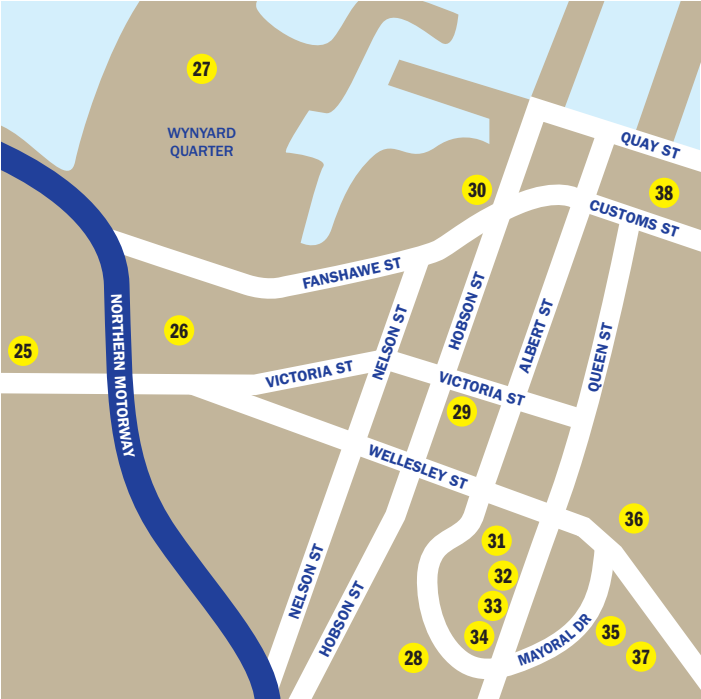 27
WYNYARD
QUARTER
QUAY ST
30
38
CUSTOMS ST
FANSHAWE ST
NORTHERN MOTORWAY
26
25
NELSON ST
HOBSON ST
ALBERT ST
QUEEN ST
VICTORIA ST
VICTORIA ST
29
WELLESLEY ST
36
31
32
33
34
NELSON ST
HOBSON ST
28
MAYORAL DR
35
37